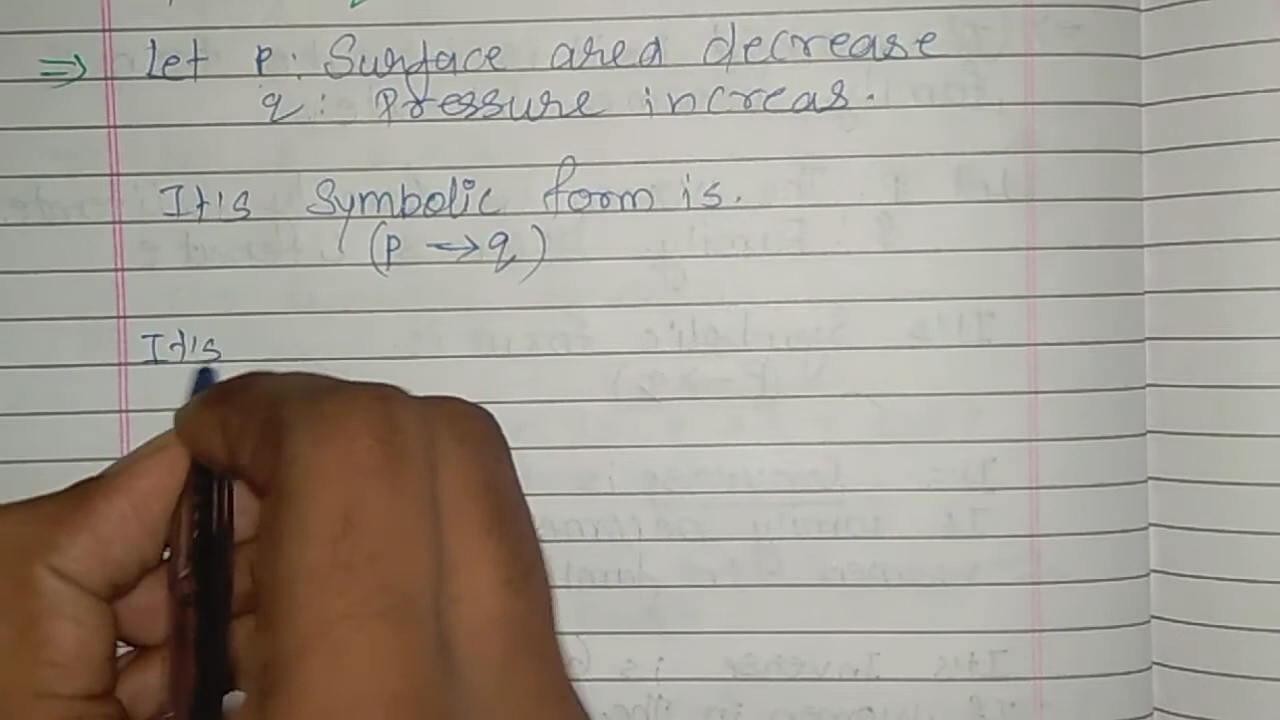 ⇒ Let p: Surface area decrease
q: Pressure increas.
It's Symbolic form is.
(p → q)
It's